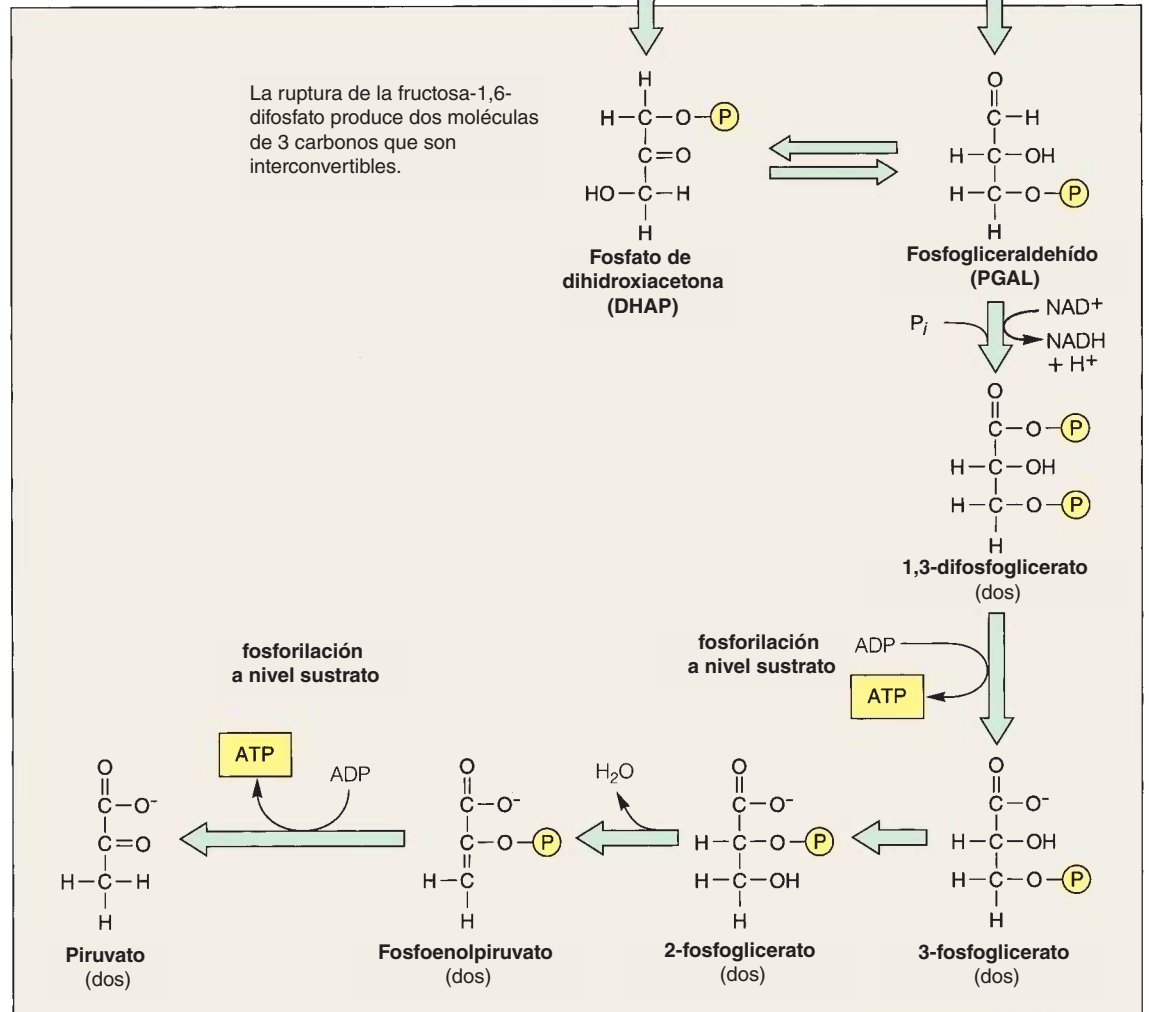 La ruptura de la fructosa-1,6-
difosfato produce dos moléculas
de 3 carbonos que son
interconvertibles.
H
H—C—O—P
C=O
HO—C—H
H
Fosfato de
dihidroxiacetona
(DHAP)
O
C—H
H—C—OH
H—C—O—P
H
Fosfogliceraldehído
(PGAL)
Pi
NAD+
NADH
+ H+
O
C—O—P
H—C—OH
H—C—O—P
H
1,3-difosfoglicerato
(dos)
fosforilación
a nivel sustrato
ADP
ATP
O
C—O-
H—C—OH
H—C—O—P
H
3-fosfoglicerato
(dos)
O
C—O-
H—C—O—P
H—C—OH
H
2-fosfoglicerato
(dos)
H2O
O
C—O-
C—O—P
H—C
H
Fosfoenolpiruvato
(dos)
fosforilación
a nivel sustrato
ATP
ADP
O
C—O-
C=O
H—C—H
H
Piruvato
(dos)